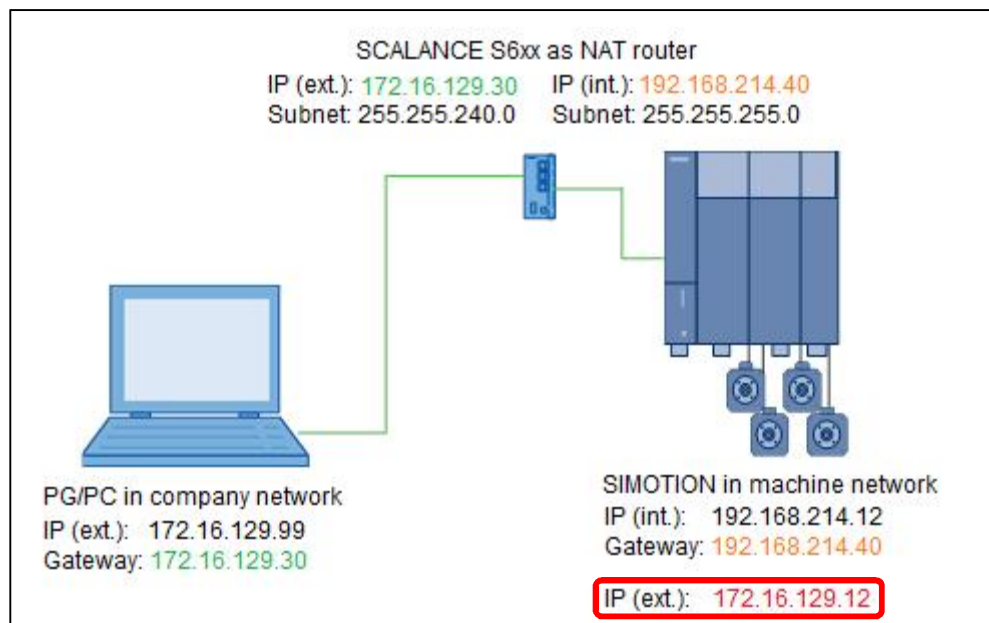 SCALANCE S6xx as NAT router
IP (ext.): 172.16.129.30 IP (int.): 192.168.214.40
Subnet: 255.255.240.0 Subnet: 255.255.255.0
PG/PC in company network
IP (ext.): 172.16.129.99
Gateway: 172.16.129.30
SIMOTION in machine network
IP (int.): 192.168.214.12
Gateway: 192.168.214.40
IP (ext.): 172.16.129.12